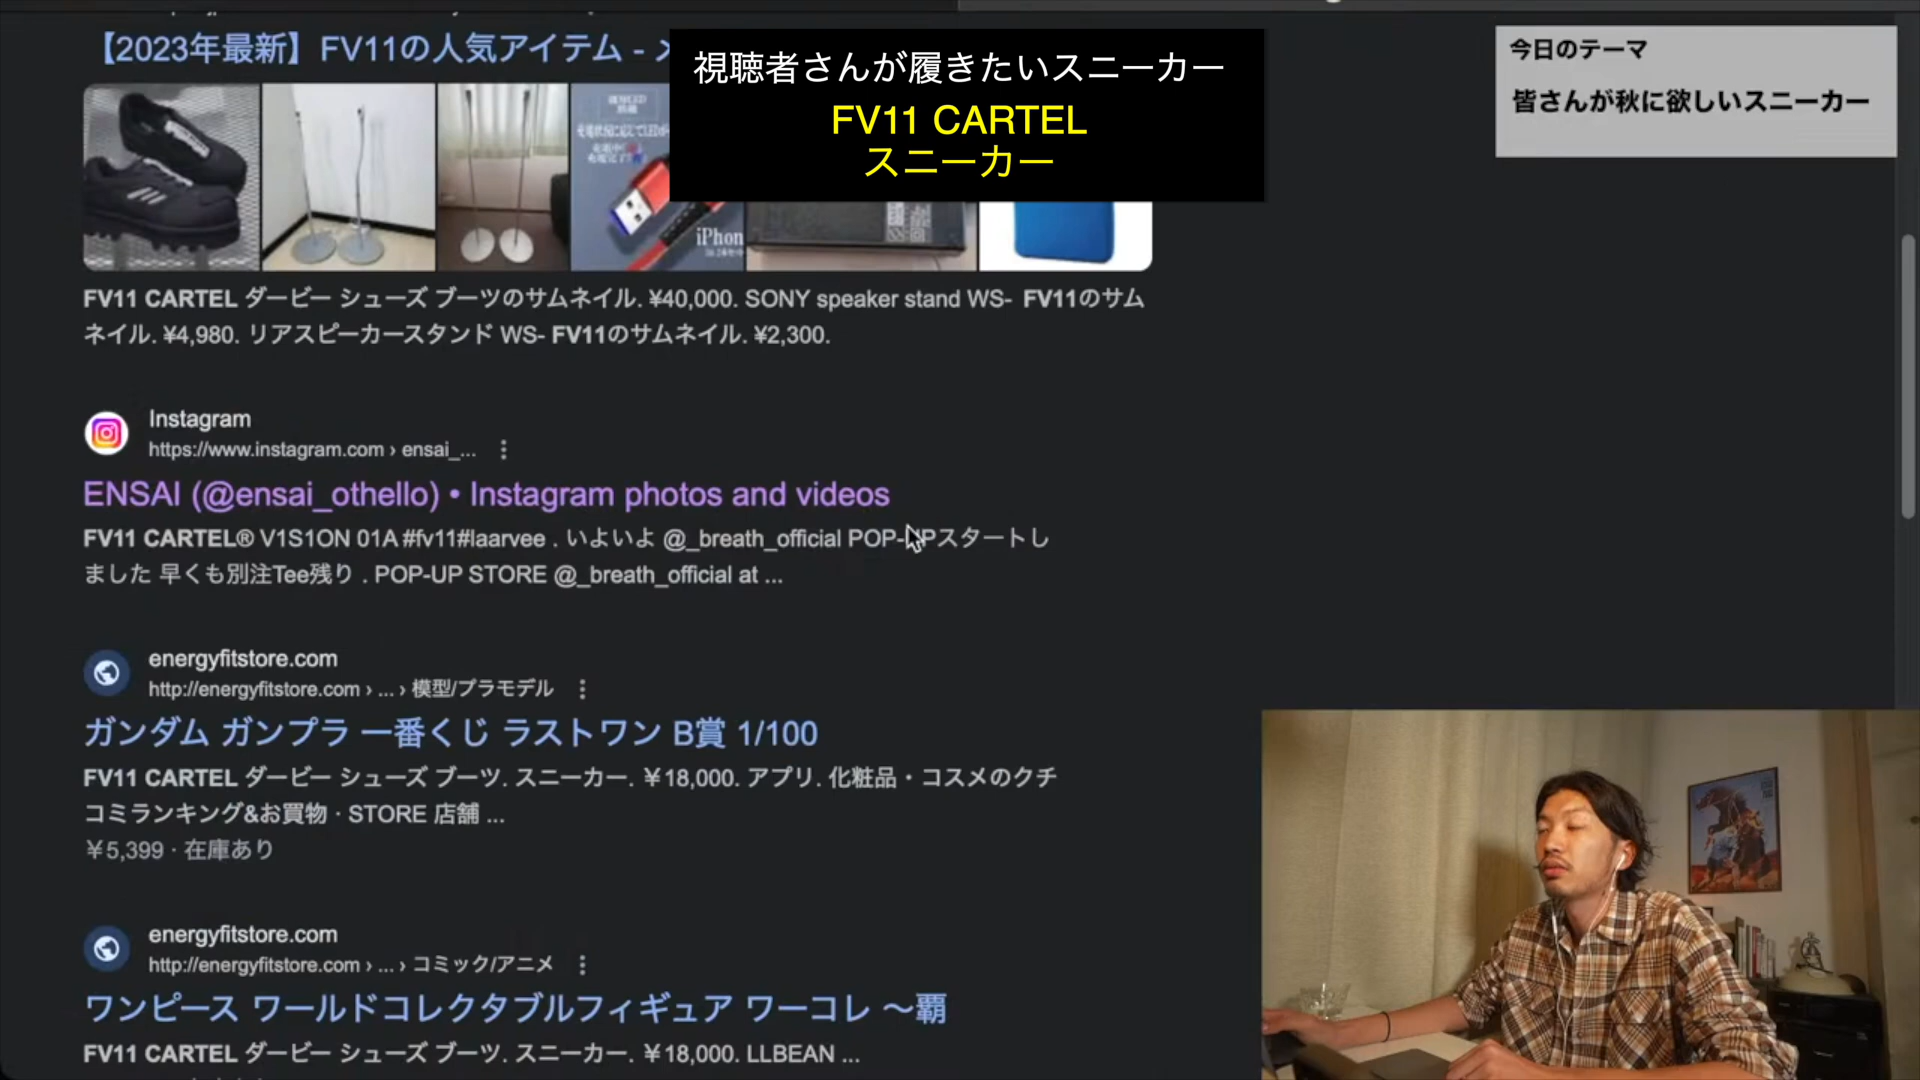 【2023年最新】FV11の人気アイテム -
視聴者さんが履きたいスニーカー
FV11 CARTEL
スニーカー
今日のテーマ
皆さんが秋に欲しいスニーカー
iPhon
FV11 CARTEL ダービー シューズ ブーツのサムネイル. ¥40,000. SONY speaker stand WS- FV11のサム
ネイル. ¥4,980. リアスピーカースタンド WS- FV11のサムネイル. ¥2,300.
Instagram
https://www.instagram.com › ensai_...
ENSAI (@ensai_othello) • Instagram photos and videos
FV11 CARTEL® V1S1ON 01A #fv11#laarvee . いよいよ @_breath_official POP-UPスタートし
ました 早くも別注Tee残り . POP-UP STORE @_breath_official at ...
energyfitstore.com
http://energyfitstore.com › ... › 模型/プラモデル
ガンダム ガンプラ 一番くじ ラストワン B賞 1/100
FV11 CARTEL ダービー シューズ ブーツ. スニーカー. ￥18,000. アプリ. 化粧品・コスメのクチ
コミランキング&お買物 · STORE 店舗 ...
￥5,399 · 在庫あり
energyfitstore.com
http://energyfitstore.com › ... › コミック/アニメ
ワンピース ワールドコレクタブルフィギュア ワーコレ 〜覇
FV11 CARTEL ダービー シューズ ブーツ. スニーカー. ￥18,000. LLBEAN ...